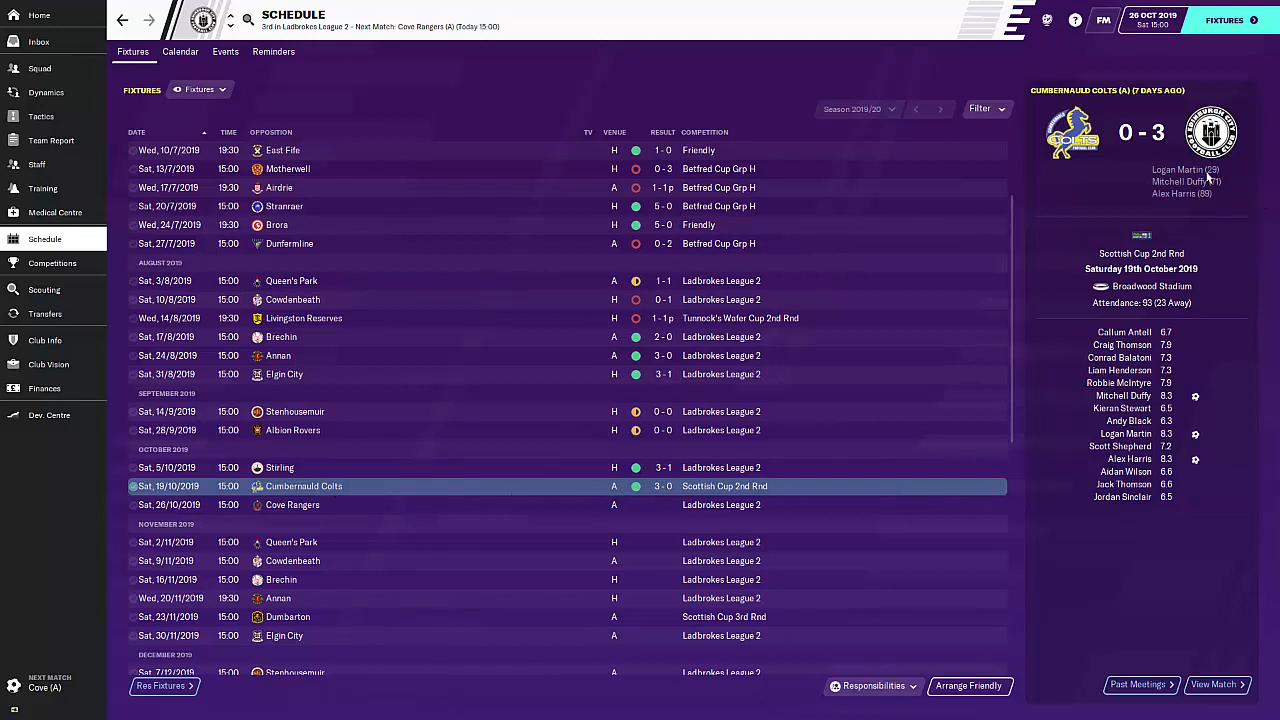 Home
Inbox
Squad
Dynamics
Tactics
Team Report
Staff
Training
Medical Centre
Schedule
Competitions
Scouting
Transfers
Club Info
Club Vision
Finances
Dev. Centre
NEXT MATCH
Cove (A)
SCHEDULE
3rd in Ladbrokes League 2 - Next Match: Cove Rangers (A) (Today 15:00)
FM
26 OCT 2019
Sat 15:00
FIXTURES
Fixtures Calendar Events Reminders
FIXTURES Fixtures
Season 2019/20 Filter
DATE TIME OPPOSITION TV VENUE RESULT COMPETITION
Wed, 10/7/2019 19:30 East Fife H 1 - 0 Friendly
Sat, 13/7/2019 15:00 Motherwell H 0 - 3 Betfred Cup Grp H
Wed, 17/7/2019 19:30 Airdrie A 1 - 1 p Betfred Cup Grp H
Sat, 20/7/2019 15:00 Stranraer H 5 - 0 Betfred Cup Grp H
Wed, 24/7/2019 19:30 Brora H 5 - 0 Friendly
Sat, 27/7/2019 15:00 Dunfermline A 0 - 2 Betfred Cup Grp H
AUGUST 2019
Sat, 3/8/2019 15:00 Queen's Park A 1 - 1 Ladbrokes League 2
Sat, 10/8/2019 15:00 Cowdenbeath H 0 - 1 Ladbrokes League 2
Wed, 14/8/2019 19:30 Livingston Reserves H 1 - 1 p Tunnock's Wafer Cup 2nd Rnd
Sat, 17/8/2019 15:00 Brechin A 2 - 0 Ladbrokes League 2
Sat, 24/8/2019 15:00 Annan A 3 - 0 Ladbrokes League 2
Sat, 31/8/2019 15:00 Elgin City H 3 - 1 Ladbrokes League 2
SEPTEMBER 2019
Sat, 14/9/2019 15:00 Stenhousemuir H 0 - 0 Ladbrokes League 2
Sat, 28/9/2019 15:00 Albion Rovers A 0 - 0 Ladbrokes League 2
OCTOBER 2019
Sat, 5/10/2019 15:00 Stirling H 3 - 1 Ladbrokes League 2
Sat, 19/10/2019 15:00 Cumbernauld Colts A 3 - 0 Scottish Cup 2nd Rnd
Sat, 26/10/2019 15:00 Cove Rangers A Ladbrokes League 2
NOVEMBER 2019
Sat, 2/11/2019 15:00 Queen's Park H Ladbrokes League 2
Sat, 9/11/2019 15:00 Cowdenbeath A Ladbrokes League 2
Sat, 16/11/2019 15:00 Brechin H Ladbrokes League 2
Wed, 20/11/2019 19:30 Annan H Ladbrokes League 2
Sat, 23/11/2019 15:00 Dumbarton A Scottish Cup 3rd Rnd
Sat, 30/11/2019 15:00 Elgin City A Ladbrokes League 2
DECEMBER 2019
Sat, 7/12/2019 15:00 Stenhousemuir A Ladbrokes League 2
Res Fixtures Responsibilities Arrange Friendly
CUMBERNAULD COLTS (A) (7 DAYS AGO)
0 - 3
Logan Martin (29)
Mitchell Duffy (71)
Alex Harris (89)
Scottish Cup 2nd Rnd
Saturday 19th October 2019
Broadwood Stadium
Attendance: 93 (23 Away)
Callum Antell 6.7
Craig Thomson 7.9
Conrad Balatoni 7.3
Liam Henderson 7.3
Robbie McIntyre 7.9
Mitchell Duffy 8.3
Kieran Stewart 6.5
Andy Black 6.3
Logan Martin 8.3
Scott Shepherd 7.2
Alex Harris 8.3
Aidan Wilson 6.6
Jack Thomson 6.6
Jordan Sinclair 6.5
Past Meetings View Match